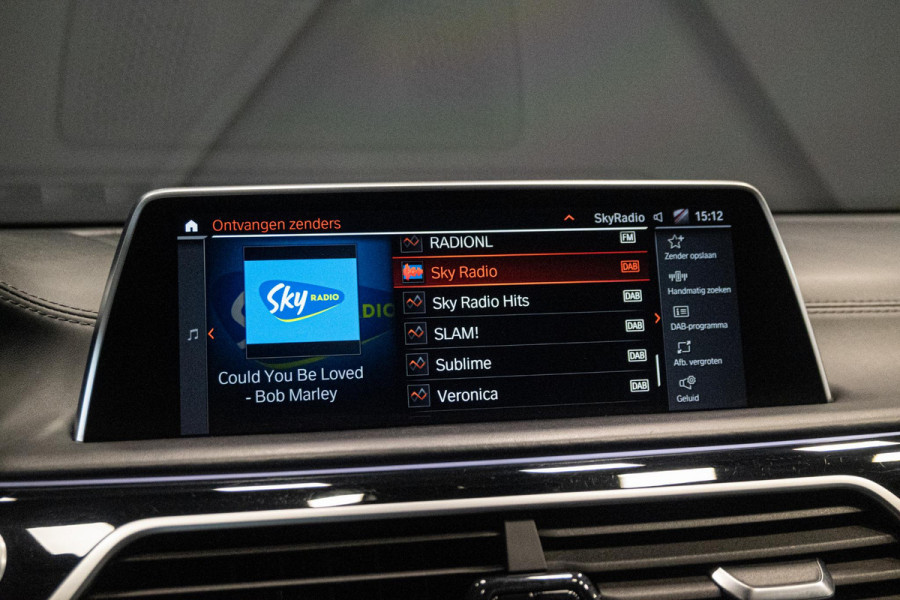 Ontvangen zenders
SkyRadio
15:12
Sky RADIO
DIO
Could You Be Loved
- Bob Marley
RADIONL FM
Sky Radio DAB
Sky Radio Hits DAB
SLAM! DAB
Sublime DAB
Veronica DAB
Zender opslaan
Handmatig zoeken
DAB-programma
Afb. vergroten
Geluid